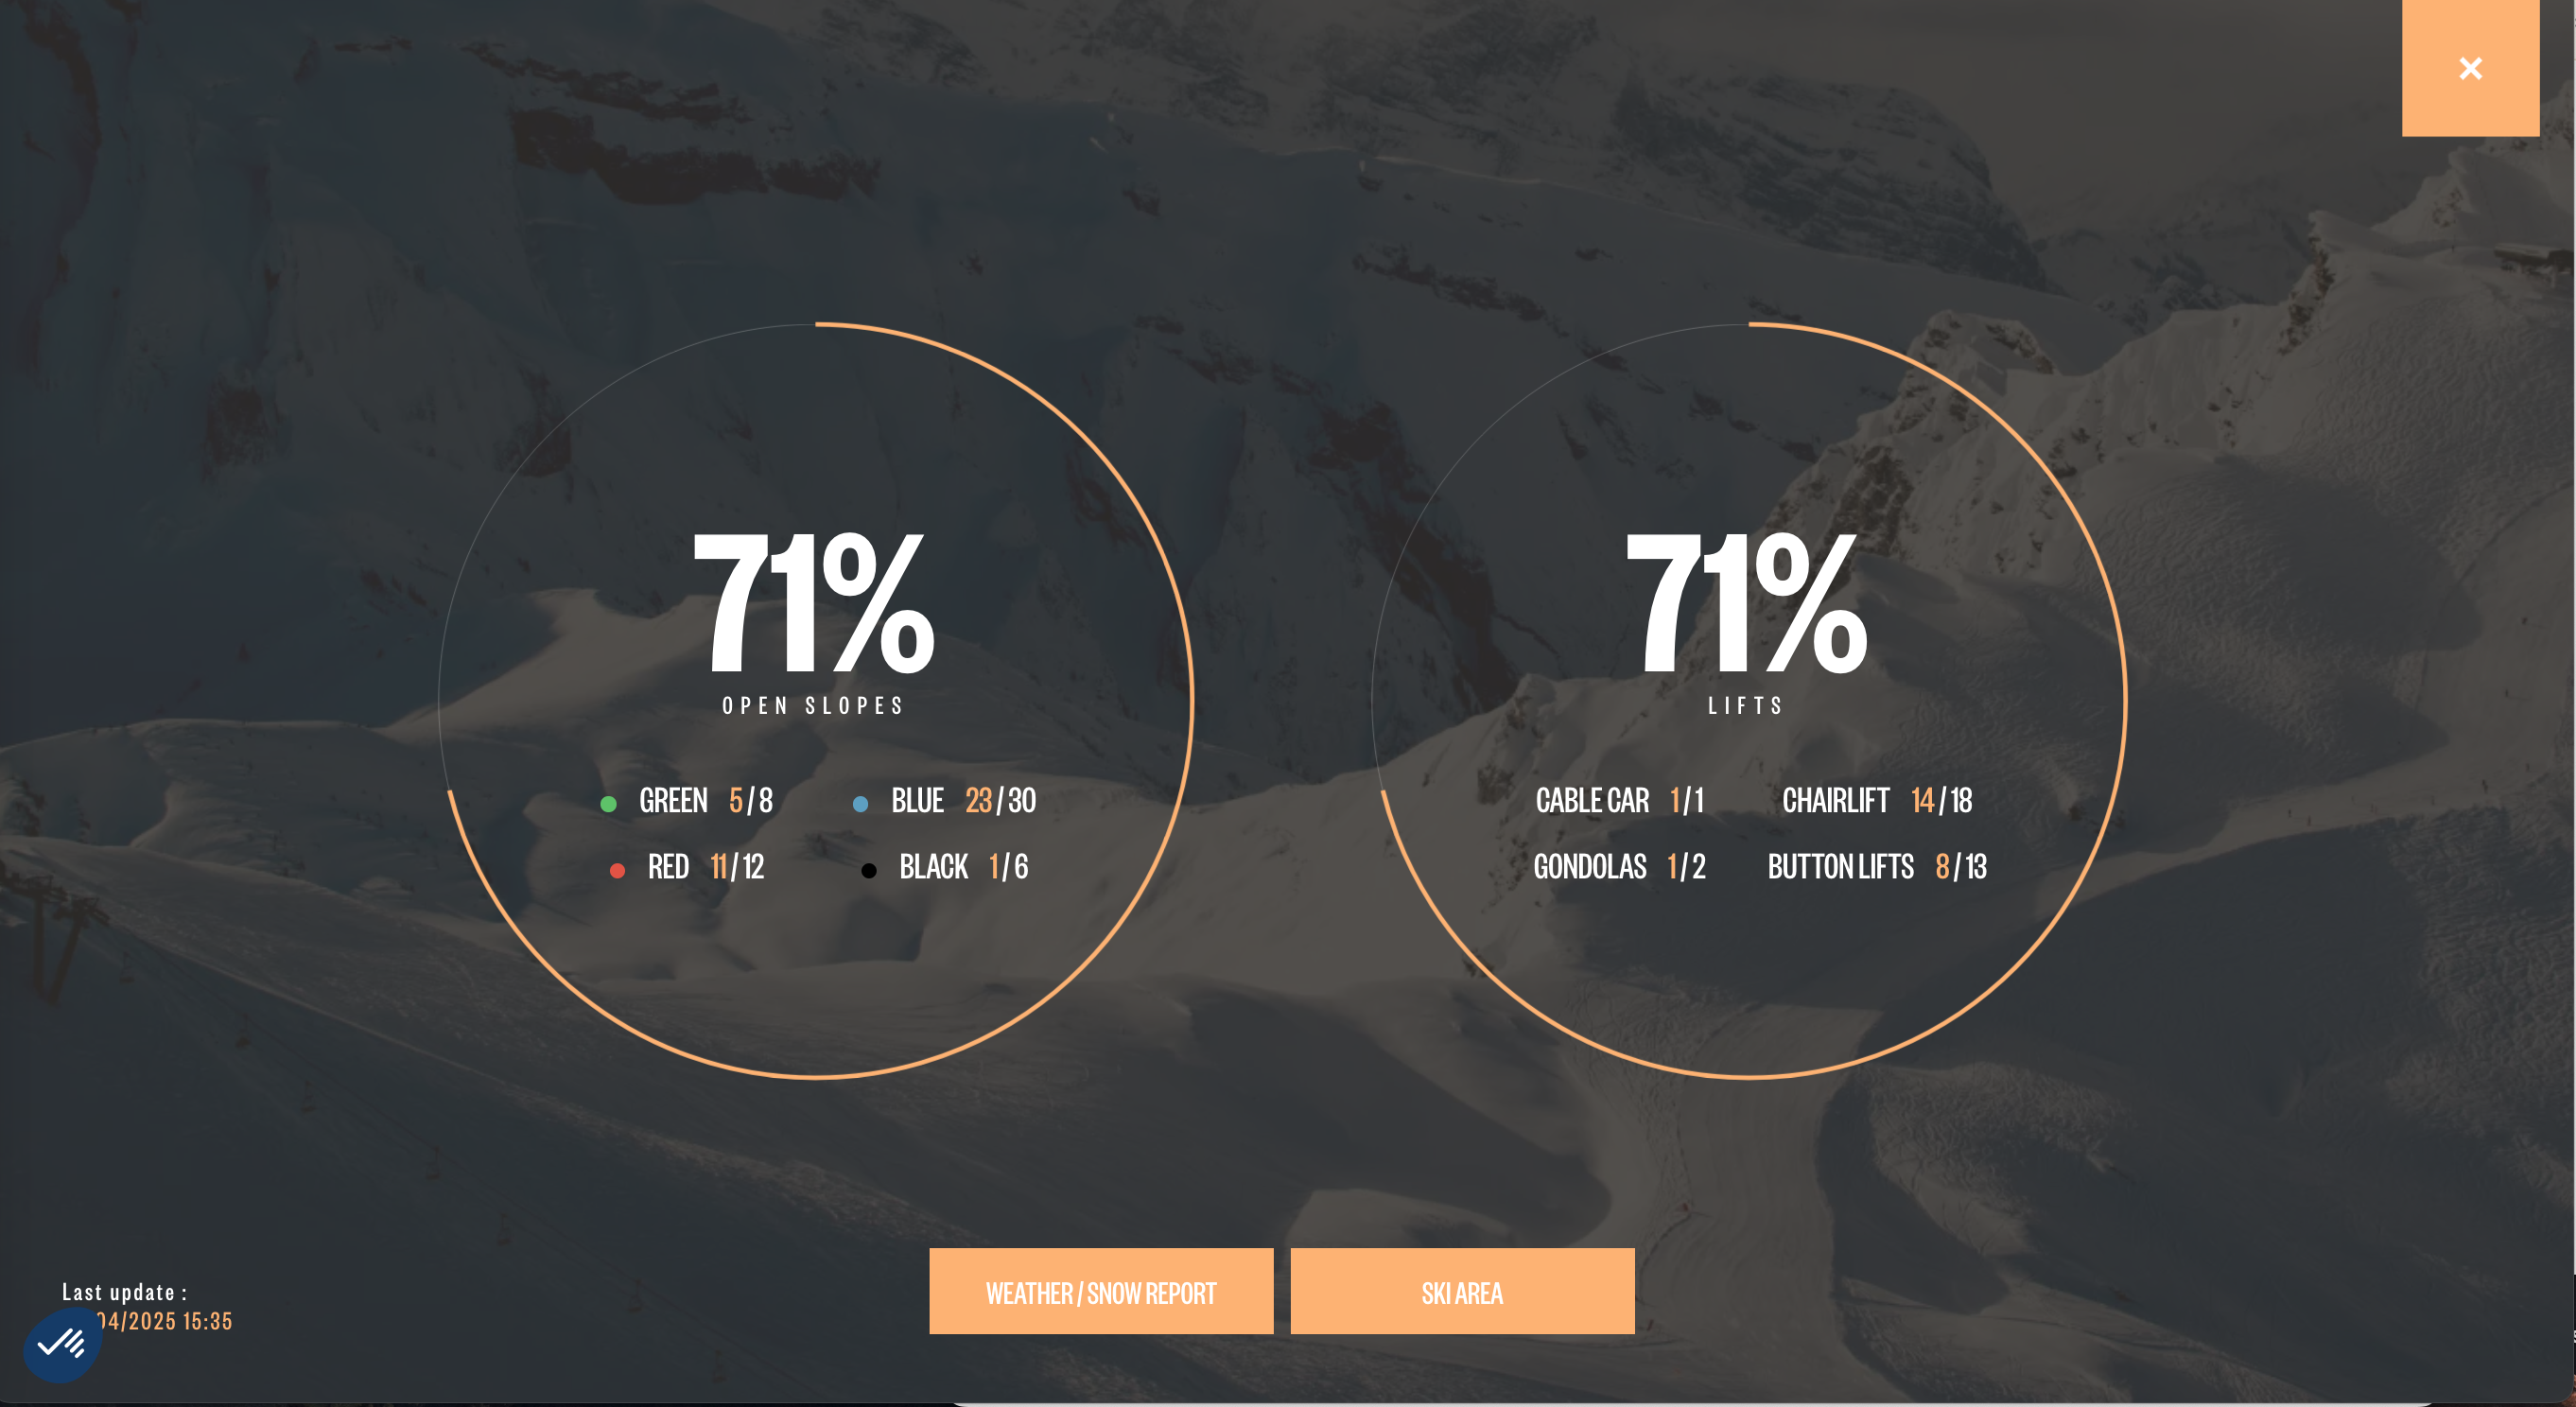 71%
OPEN SLOPES
GREEN 5/8 BLUE 23/30
RED 11/12 BLACK 1/6
71%
LIFTS
CABLE CAR 1/1 CHAIRLIFT 14/18
GONDOLAS 1/2 BUTTON LIFTS 8/13
WEATHER / SNOW REPORT
SKI AREA
Last update :
04/2025 15:35